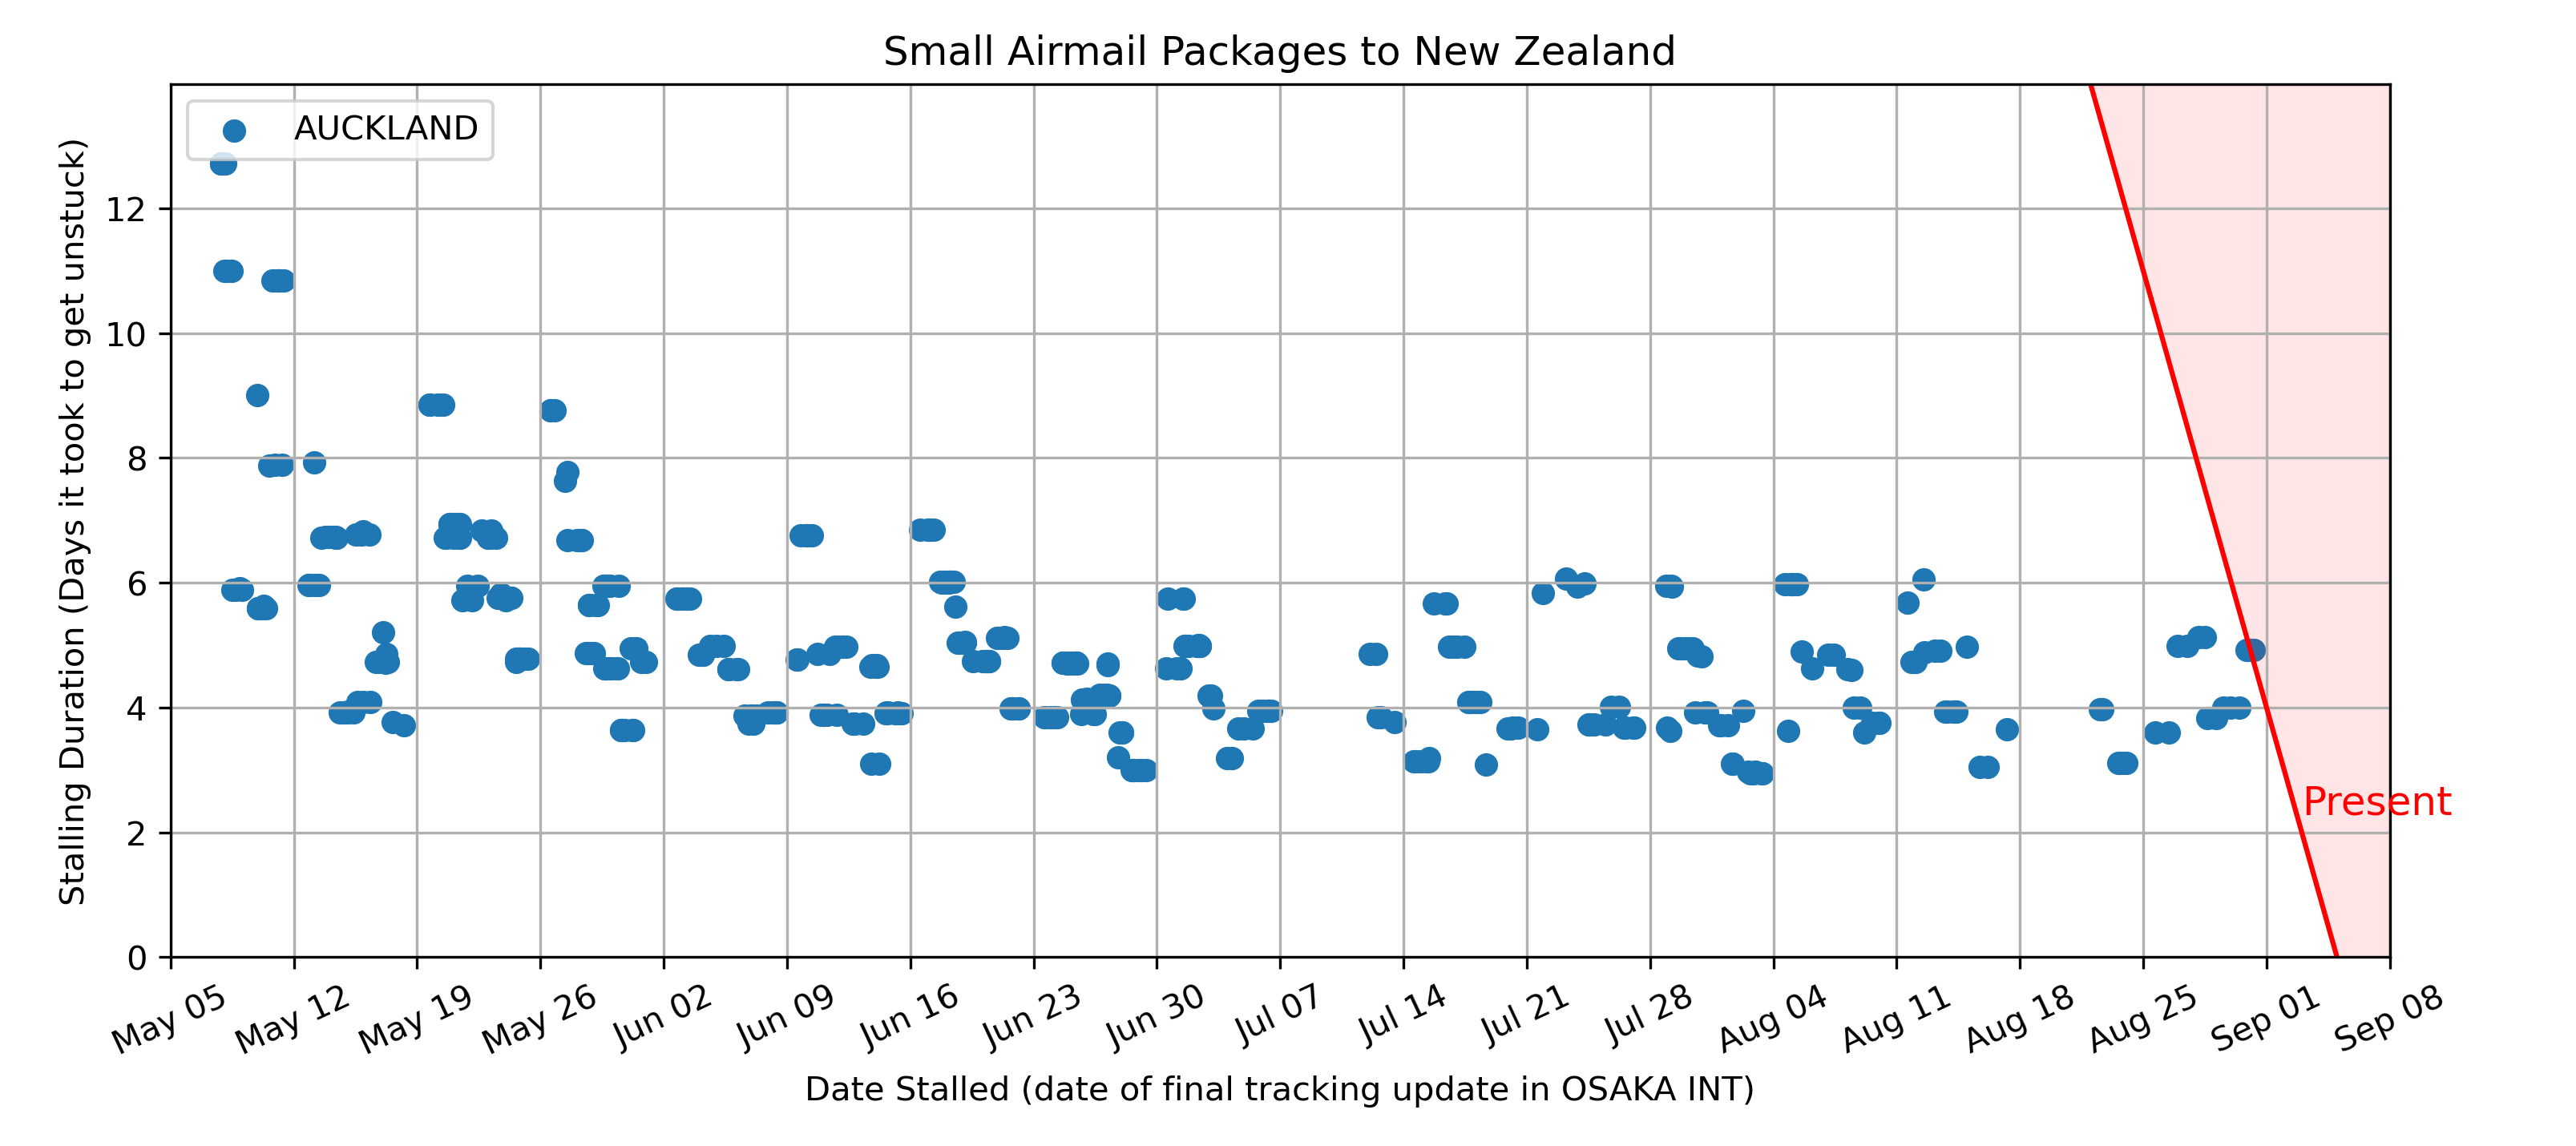 Small Airmail Packages to New Zealand
AUCKLAND
Stalling Duration (Days it took to get unstuck)
12
10
8
6
4
2
0
Present
May 05
May 12
May 19
May 26
Jun 02
Jun 09
Jun 16
Jun 23
Jun 30
Jul 07
Jul 14
Jul 21
Jul 28
Aug 04
Aug 11
Aug 18
Aug 25
Sep 01
Sep 08
Date Stalled (date of final tracking update in OSAKA INT)